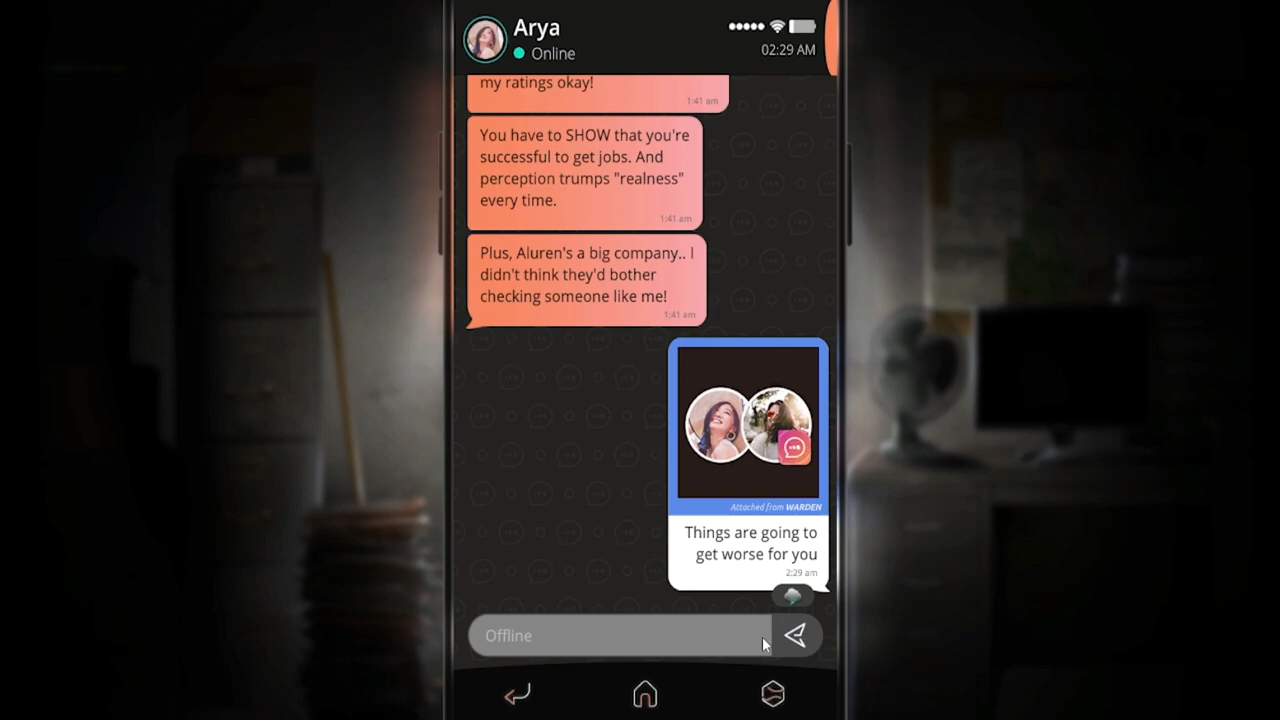 Arya
Online
02:29 AM
my ratings okay!
1:41 am
You have to SHOW that you're
successful to get jobs. And
perception trumps "realness"
every time.
1:41 am
Plus, Aluren's a big company.. I
didn't think they'd bother
checking someone like me!
1:41 am
Attached from WARDEN
Things are going to
get worse for you
2:29 am
Offline